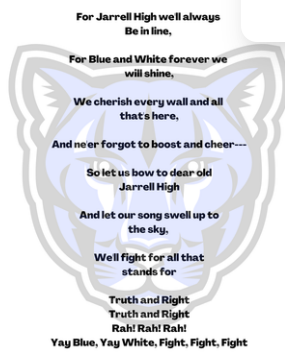 For Jarrell High we'll always
Be in line,
For Blue and White forever we
will shine,
We cherish every wall and all
that's here,
And ne'er forgot to boost and cheer---
So let us bow to dear old
Jarrell High
And let our song swell up to
the sky,
We'll fight for all that
stands for
Truth and Right
Truth and Right
Rah! Rah! Rah!
Yay Blue, Yay White, Fight, Fight, Fight